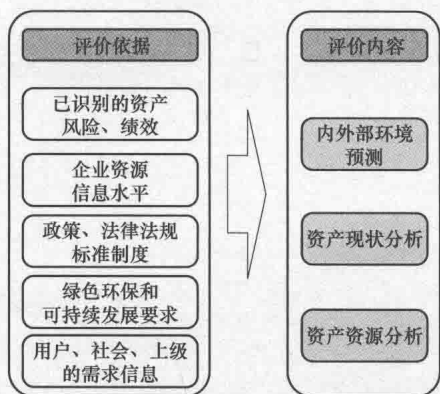 评价依据
已识别的资产
风险、绩效
企业资源
信息水平
政策、法律法规
标准制度
绿色环保和
可持续发展要求
用户、社会、上级
的需求信息
评价内容
内外部环境
预测
资产现状分析
资产资源分析